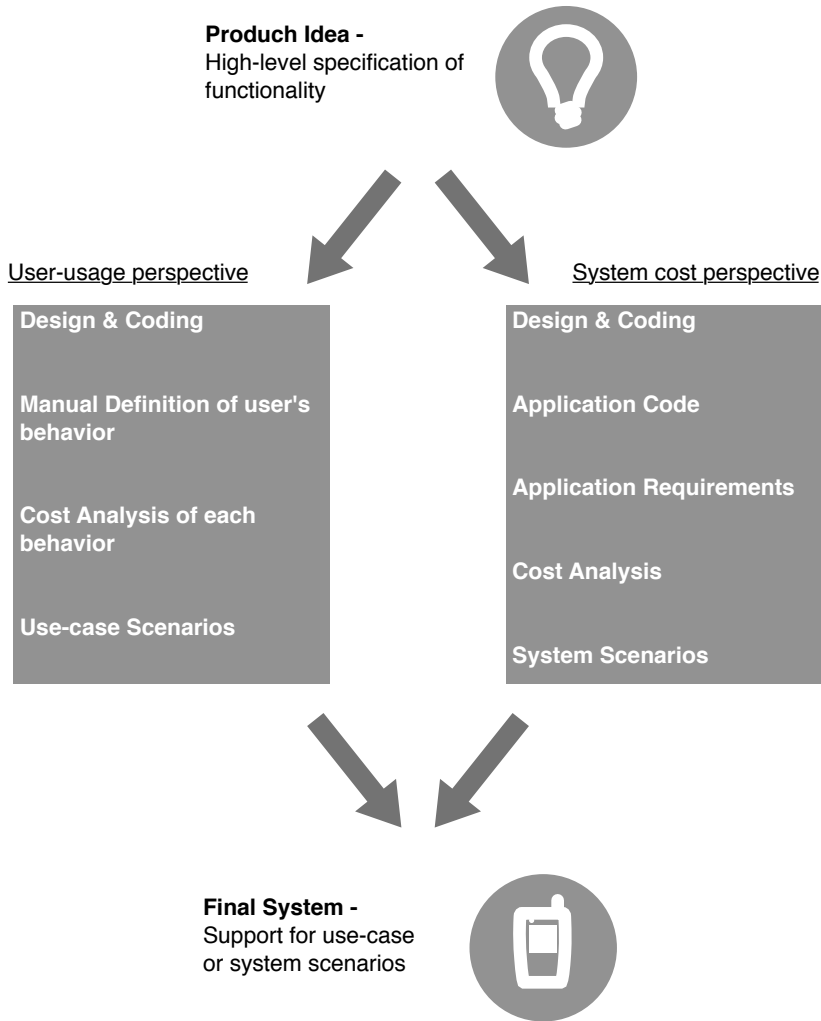 Produch Idea -
High-level specification of
functionality
User-usage perspective
Design & Coding
Manual Definition of user's
behavior
Cost Analysis of each
behavior
Use-case Scenarios
System cost perspective
Design & Coding
Application Code
Application Requirements
Cost Analysis
System Scenarios
Final System -
Support for use-case
or system scenarios